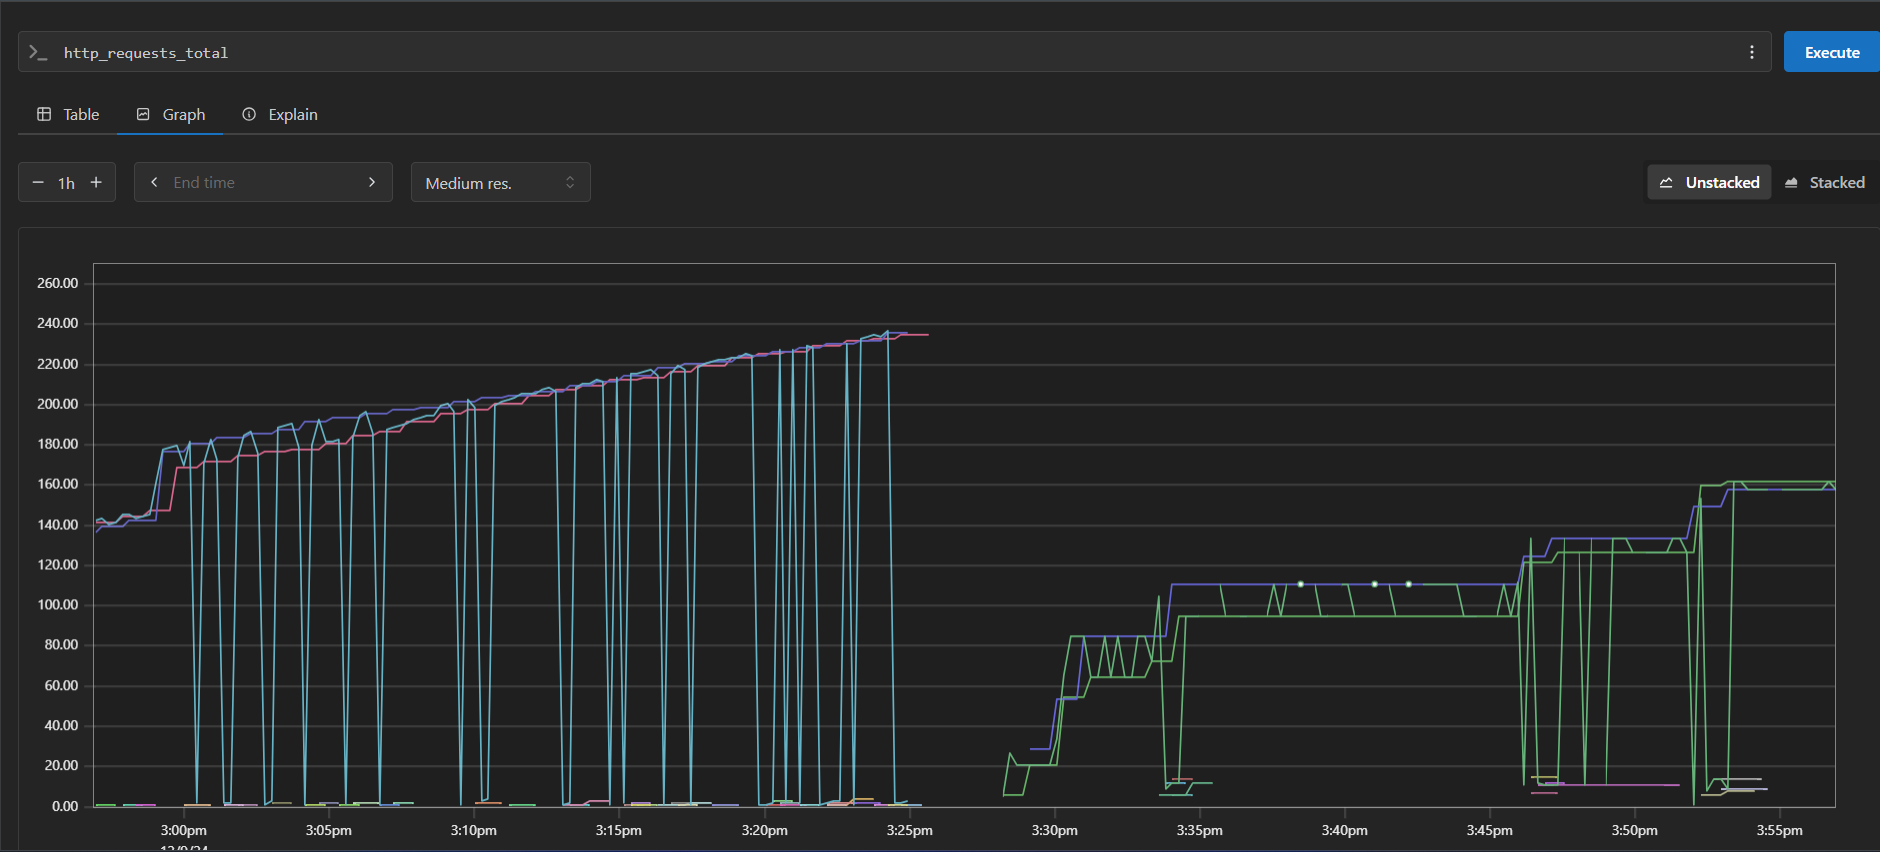 http_requests_total
Execute
Table Graph Explain
1h End time Medium res. Unstacked Stacked
260.00
240.00
220.00
200.00
180.00
160.00
140.00
120.00
100.00
80.00
60.00
40.00
20.00
0.00
3:00pm 3:05pm 3:10pm 3:15pm 3:20pm 3:25pm 3:30pm 3:35pm 3:40pm 3:45pm 3:50pm 3:55pm